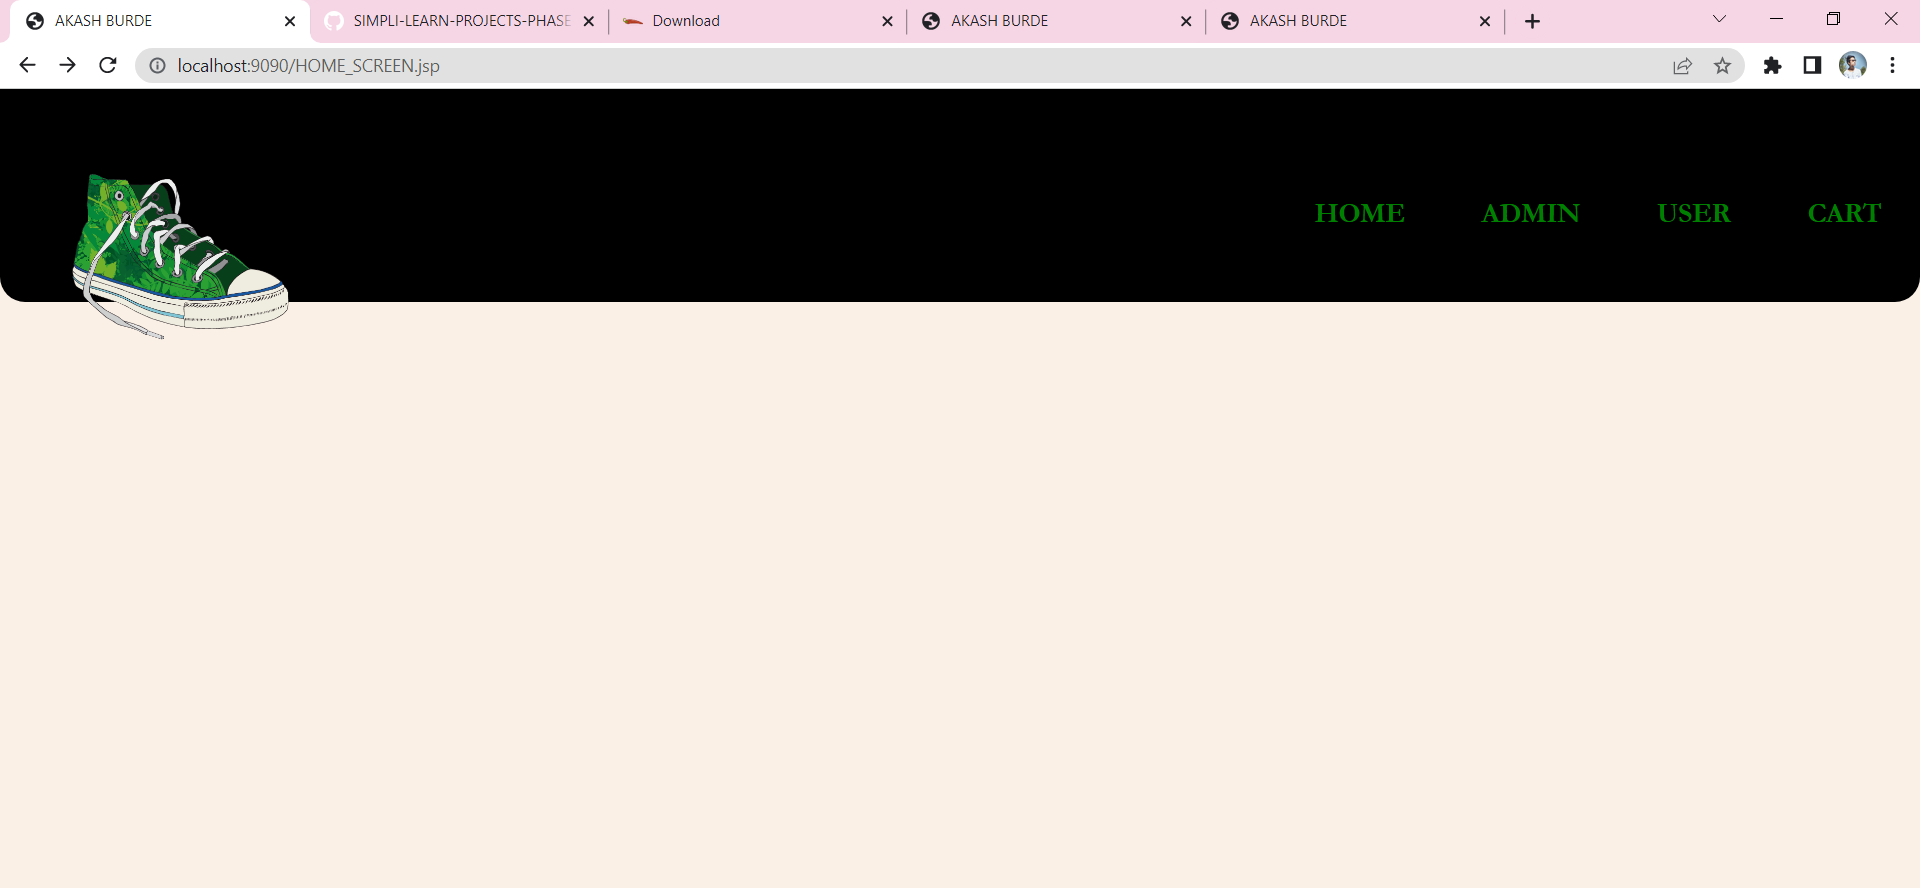 AKASH BURDE
SIMPLI-LEARN-PROJECTS-PHASE
Download
AKASH BURDE
AKASH BURDE
localhost:9090/HOME_SCREEN.jsp
HOME ADMIN USER CART